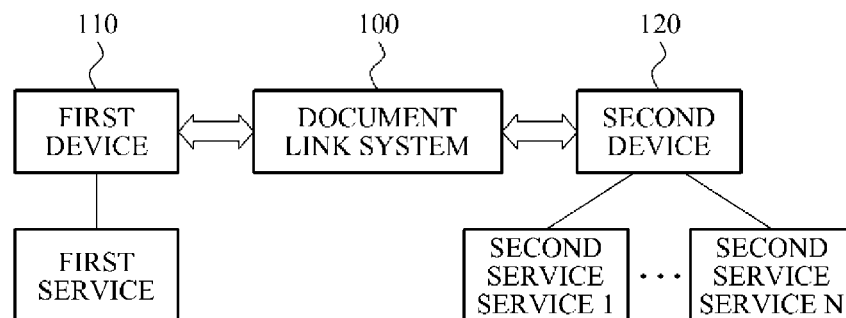 110
100
120
FIRST
DEVICE
DOCUMENT
LINK SYSTEM
SECOND
DEVICE
FIRST
SERVICE
SECOND
SERVICE
SERVICE 1
...
SECOND
SERVICE
SERVICE N